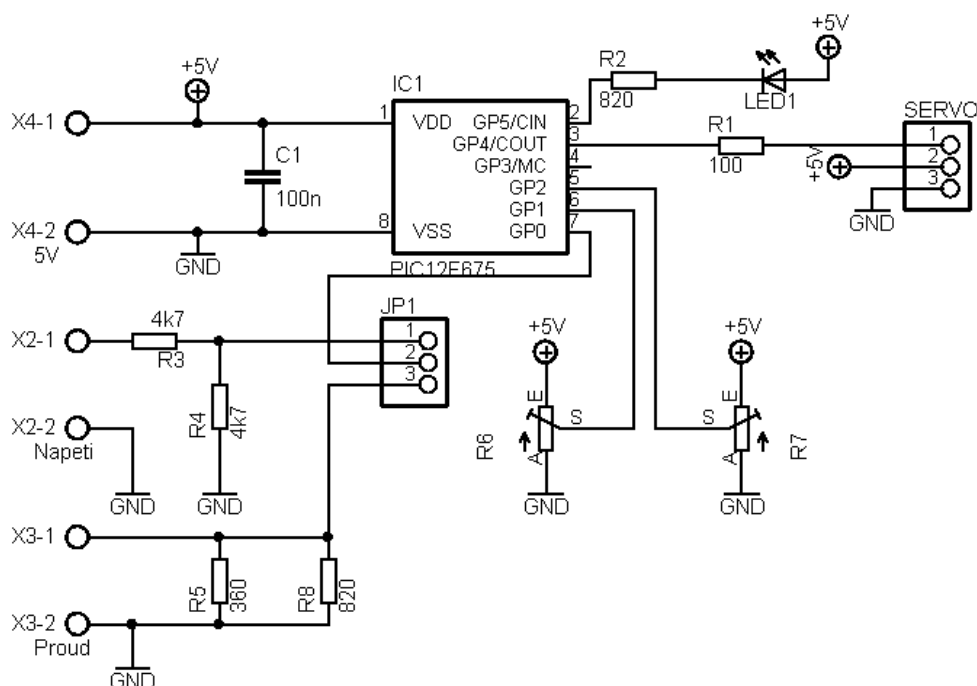 +5V
X4-1
C1
100n
X4-2
5V
GND
IC1
1
VDD
8
VSS
GP5/CIN
GP4/COUT
GP3/MC
GP2
GP1
GP0
2
3
4
5
6
7
PIC12F675
R2
820
LED1
+5V
R1
100
SERVO
1
2
3
+5V
GND
X2-1
4k7
R3
R4
4k7
X2-2
Napeti
GND
GND
JP1
1
2
3
+5V
E
S
A
R6
GND
+5V
E
S
A
R7
GND
X3-1
R5
360
R8
820
X3-2
Proud
GND